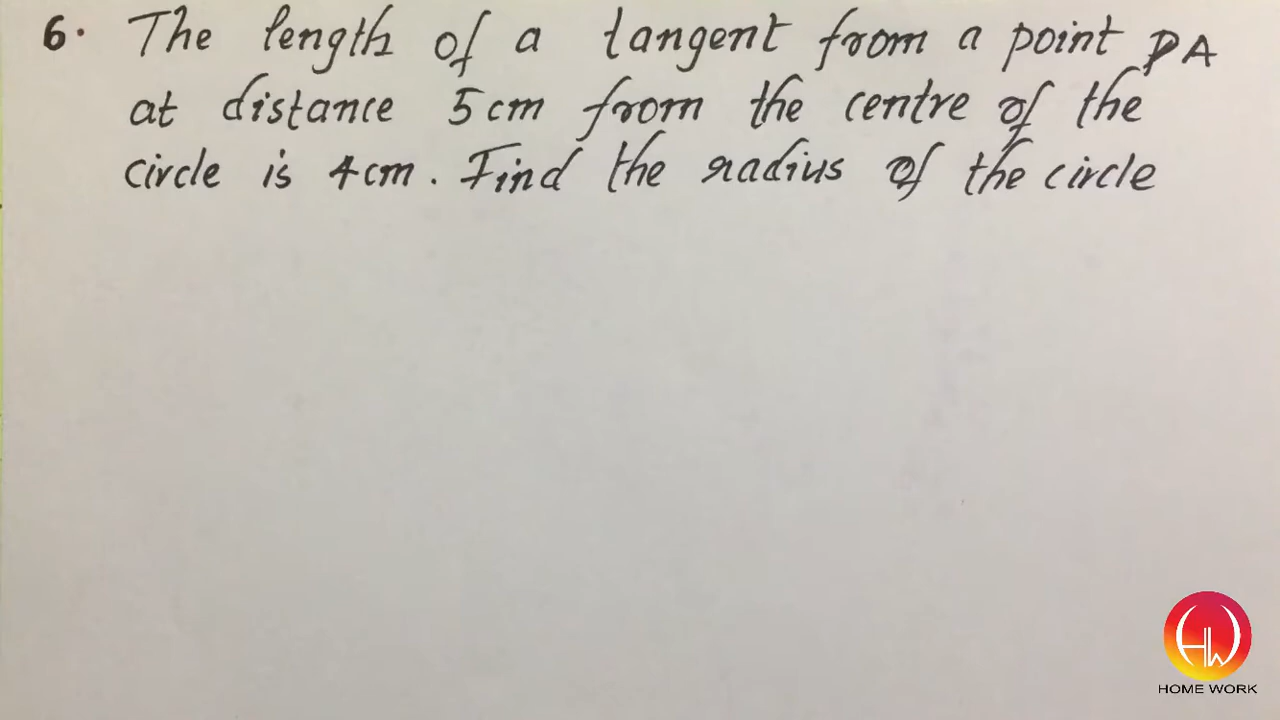 6. The length of a tangent from a point A
at distance 5cm from the centre of the
circle is 4cm. Find the radius of the circle
HW
HOME WORK